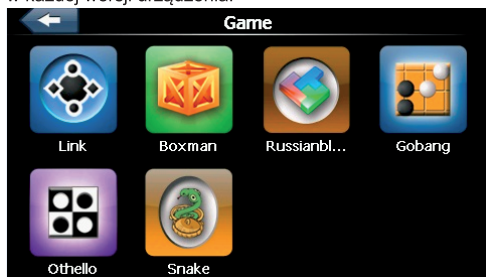 w każdej wersji urządzenia.
Game
Link Boxman Russianbl... Gobang
Othello Snake